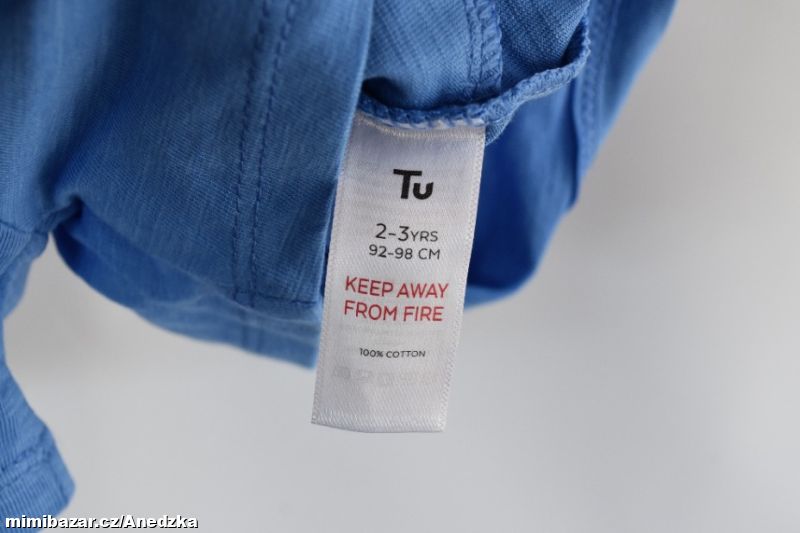 Tu
2-3YRS
92-98 CM
KEEP AWAY
FROM FIRE
100% COTTON
mimibazar.cz/Anedzka